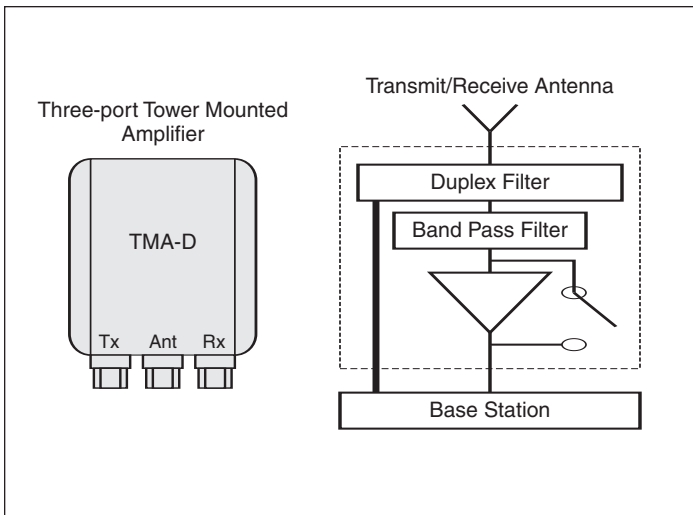 Three-port Tower Mounted
Amplifier
TMA-D
Tx Ant Rx
Transmit/Receive Antenna
Duplex Filter
Band Pass Filter
Base Station